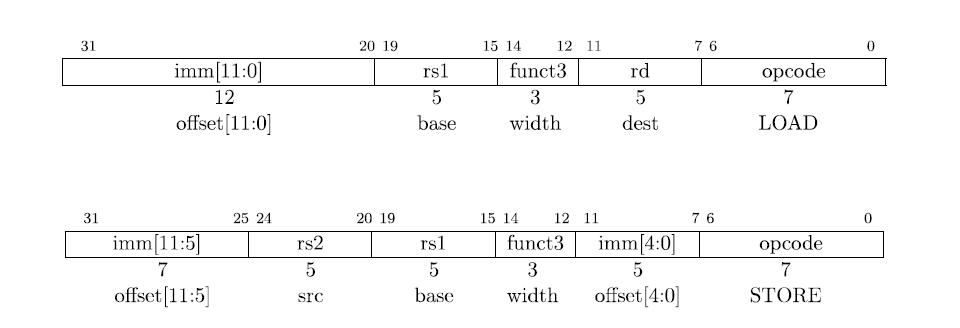 31 20 19 15 14 12 11 7 6 0
imm[11:0] rs1 funct3 rd opcode
12 5 3 5 7
offset[11:0] base width dest LOAD
31 25 24 20 19 15 14 12 11 7 6 0
imm[11:5] rs2 rs1 funct3 imm[4:0] opcode
7 5 5 3 5 7
offset[11:5] src base width offset[4:0] STORE